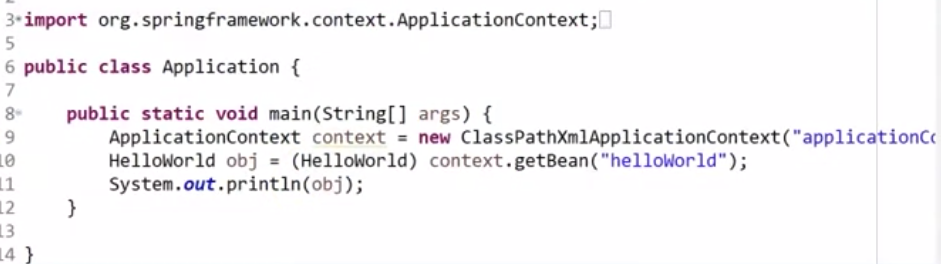 3 import org.springframework.context.ApplicationContext;
5
6 public class Application {
7
8 public static void main(String[] args) {
9 ApplicationContext context = new ClassPathXmlApplicationContext("applicationCo
10 HelloWorld obj = (HelloWorld) context.getBean("helloWorld");
11 System.out.println(obj);
12 }
13
14 }